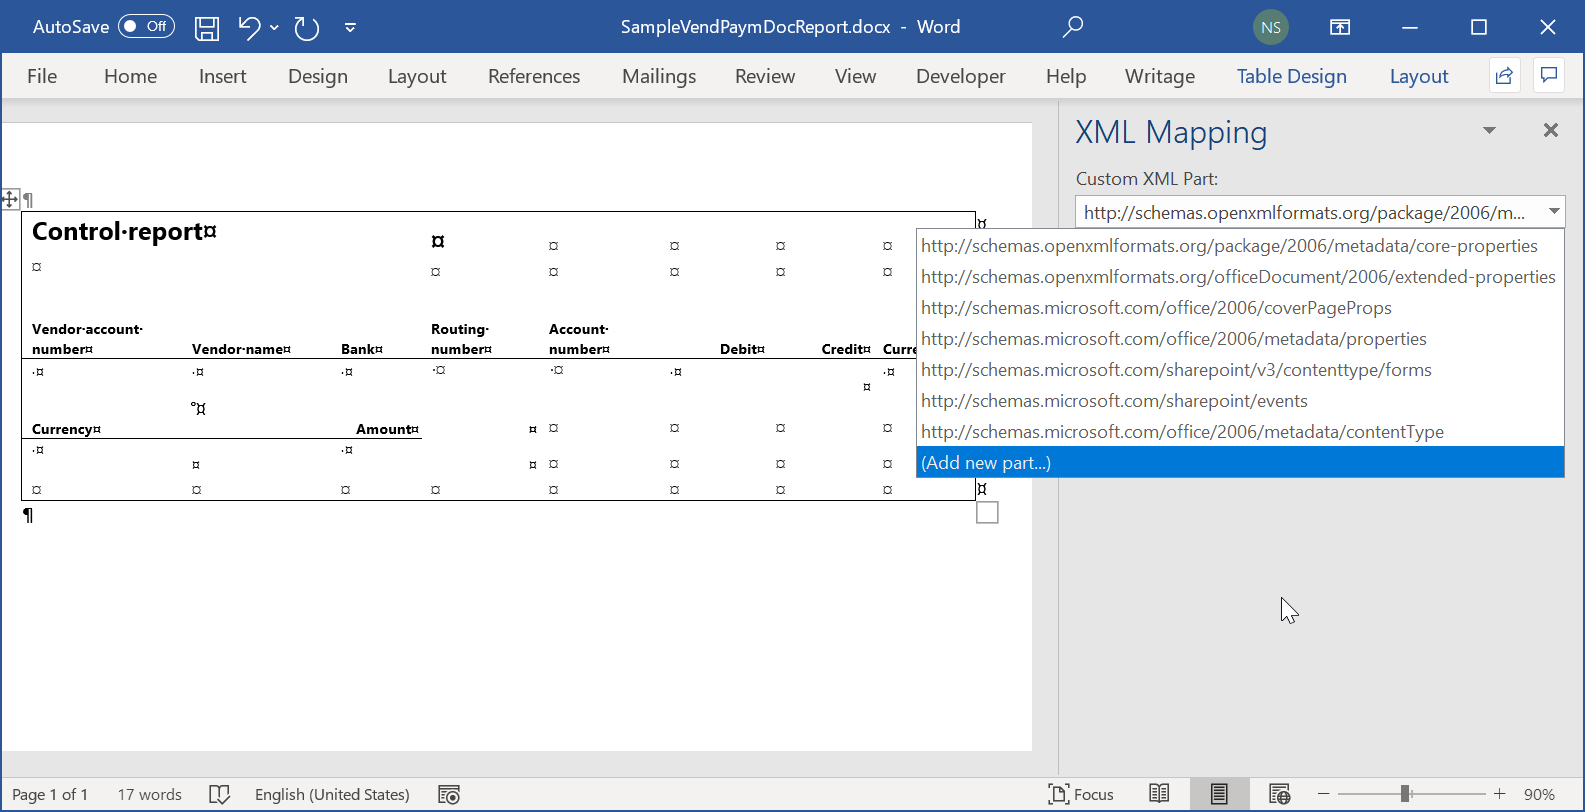 AutoSave Off SampleVendPaymDocReport.docx - Word NS
File Home Insert Design Layout References Mailings Review View Developer Help Writage Table Design Layout
XML Mapping
Custom XML Part:
http://schemas.openxmlformats.org/package/2006/m...
http://schemas.openxmlformats.org/package/2006/metadata/core-properties
http://schemas.openxmlformats.org/officeDocument/2006/extended-properties
http://schemas.microsoft.com/office/2006/coverPageProps
http://schemas.microsoft.com/office/2006/metadata/properties
http://schemas.microsoft.com/sharepoint/v3/contenttype/forms
http://schemas.microsoft.com/sharepoint/events
http://schemas.microsoft.com/office/2006/metadata/contentType
(Add new part...)
¶
Control·report¤
Vendor·account· Routing· Account·
number¤ Vendor·name¤ Bank¤ number¤ number¤ Debit¤ Credit¤ Curre
Currency¤ Amount¤
¶
Page 1 of 1 17 words English (United States) Focus 90%